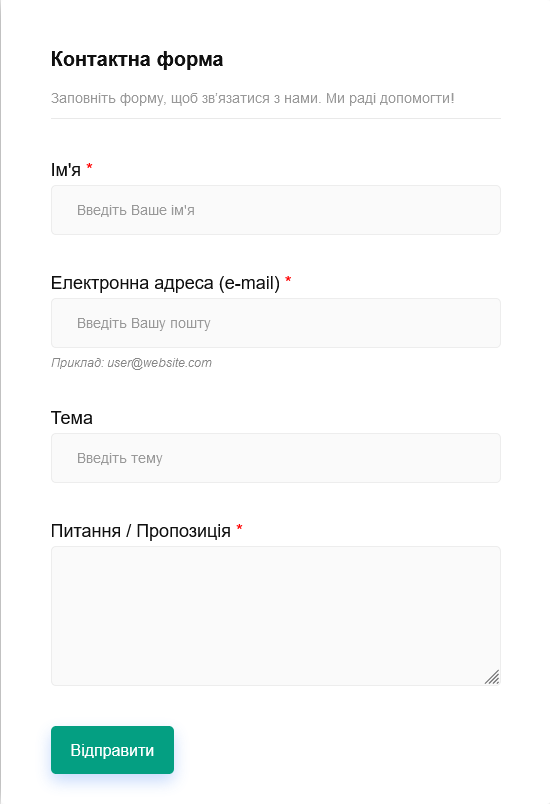 Контактна форма
Заповніть форму, щоб зв'язатися з нами. Ми раді допомогти!
Ім'я *
Введіть Ваше ім'я
Електронна адреса (e-mail) *
Введіть Вашу пошту
Приклад: user@website.com
Тема
Введіть тему
Питання / Пропозиція *
Відправити